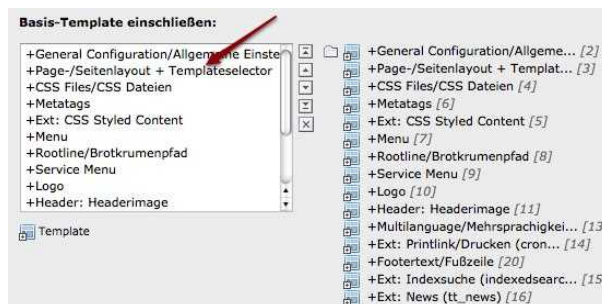 Basis-Template einschließen:
+General Configuration/Allgemeine Einste
+Page-/Seitenlayout + Templateselector
+CSS Files/CSS Dateien
+Metatags
+Ext: CSS Styled Content
+Menu
+Rootline/Brotkrumenpfad
+Service Menu
+Logo
+Header: Headerimage
Template
+General Configuration/Allgeme... [2]
+Page-/Seitenlayout + Templat... [3]
+CSS Files/CSS Dateien [4]
+Metatags [6]
+Ext: CSS Styled Content [5]
+Menu [7]
+Rootline/Brotkrumenpfad [8]
+Service Menu [9]
+Logo [10]
+Header: Headerimage [11]
+Multilanguage/Mehrsprachigkei... [13
+Ext: Printlink/Drucken (cron... [14]
+Footertext/Fußzeile [20]
+Ext: Indexsuche (indexedsearc... [15
+Ext: News (tt_news) [16]